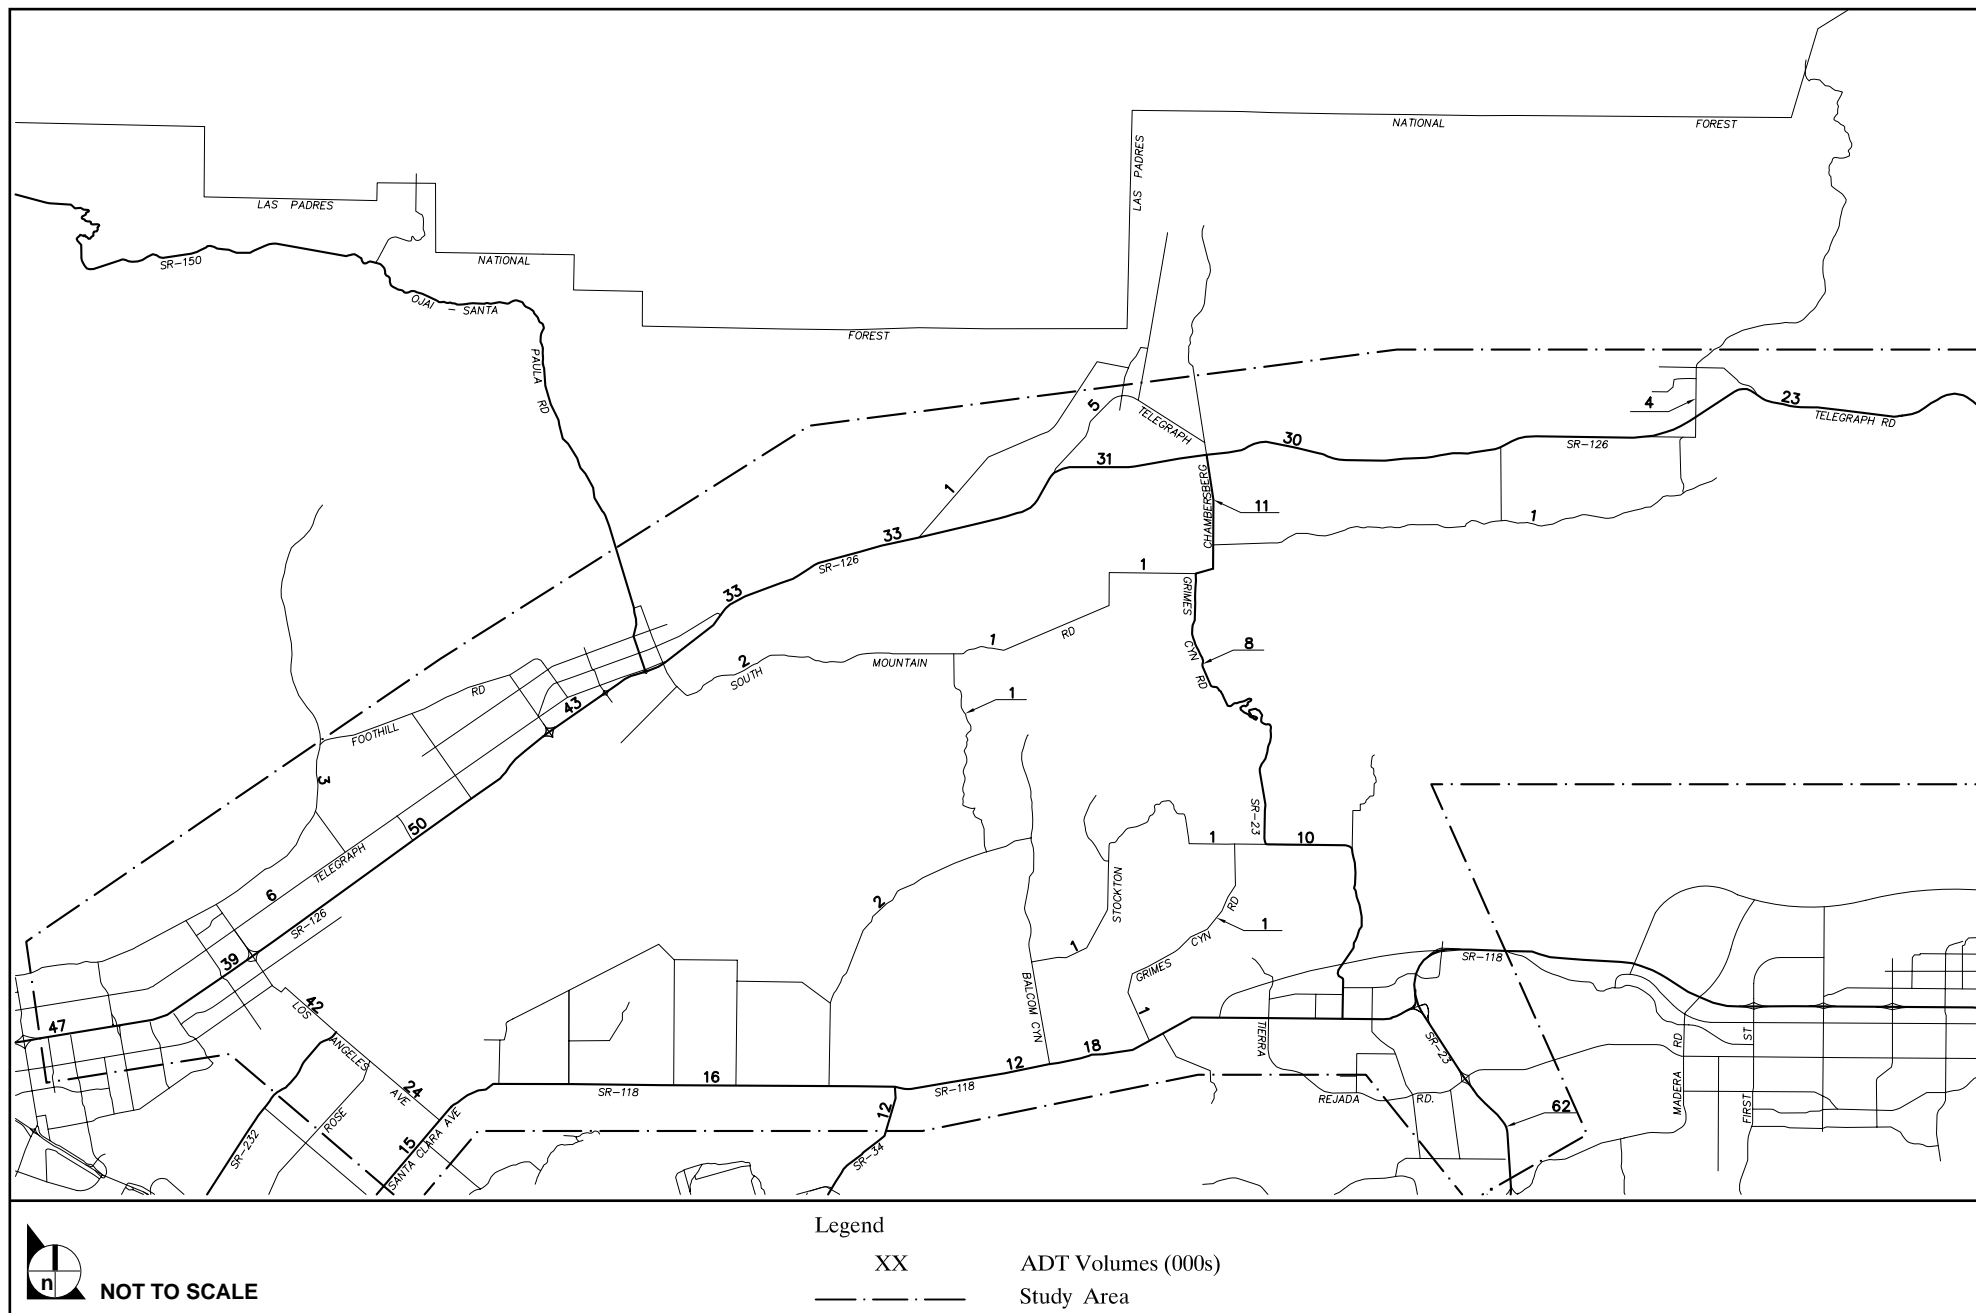 NATIONAL
FOREST
LAS PADRES
LAS PADRES
SR-150
NATIONAL
OJAI - SANTA
FOREST
PAULA RD
5
TELEGRAPH
4
23
TELEGRAPH RD
30
SR-126
31
1
CHAMBERSBERG
11
1
33
SR-126
1
33
GRIMES
CYN
RD
8
1
RD
2
SOUTH
MOUNTAIN
1
RD
FOOTHILL
43
3
50
SR-23
1
10
TELEGRAPH
6
SR-126
39
2
STOCKTON
1
RD
1
CYN
GRIMES
1
SR-118
42
LOS
ANGELES
AVE
24
47
BALCOM CYN
TIERRA
SR-23
MADERA
RD
FIRST
ST
18
12
16
SR-118
SR-118
12
REJADA
RD.
62
ROSE
SR-232
15
SANTA CLARA AVE
SR-34
Legend
XX ADT Volumes (000s)
n
NOT TO SCALE
Study Area